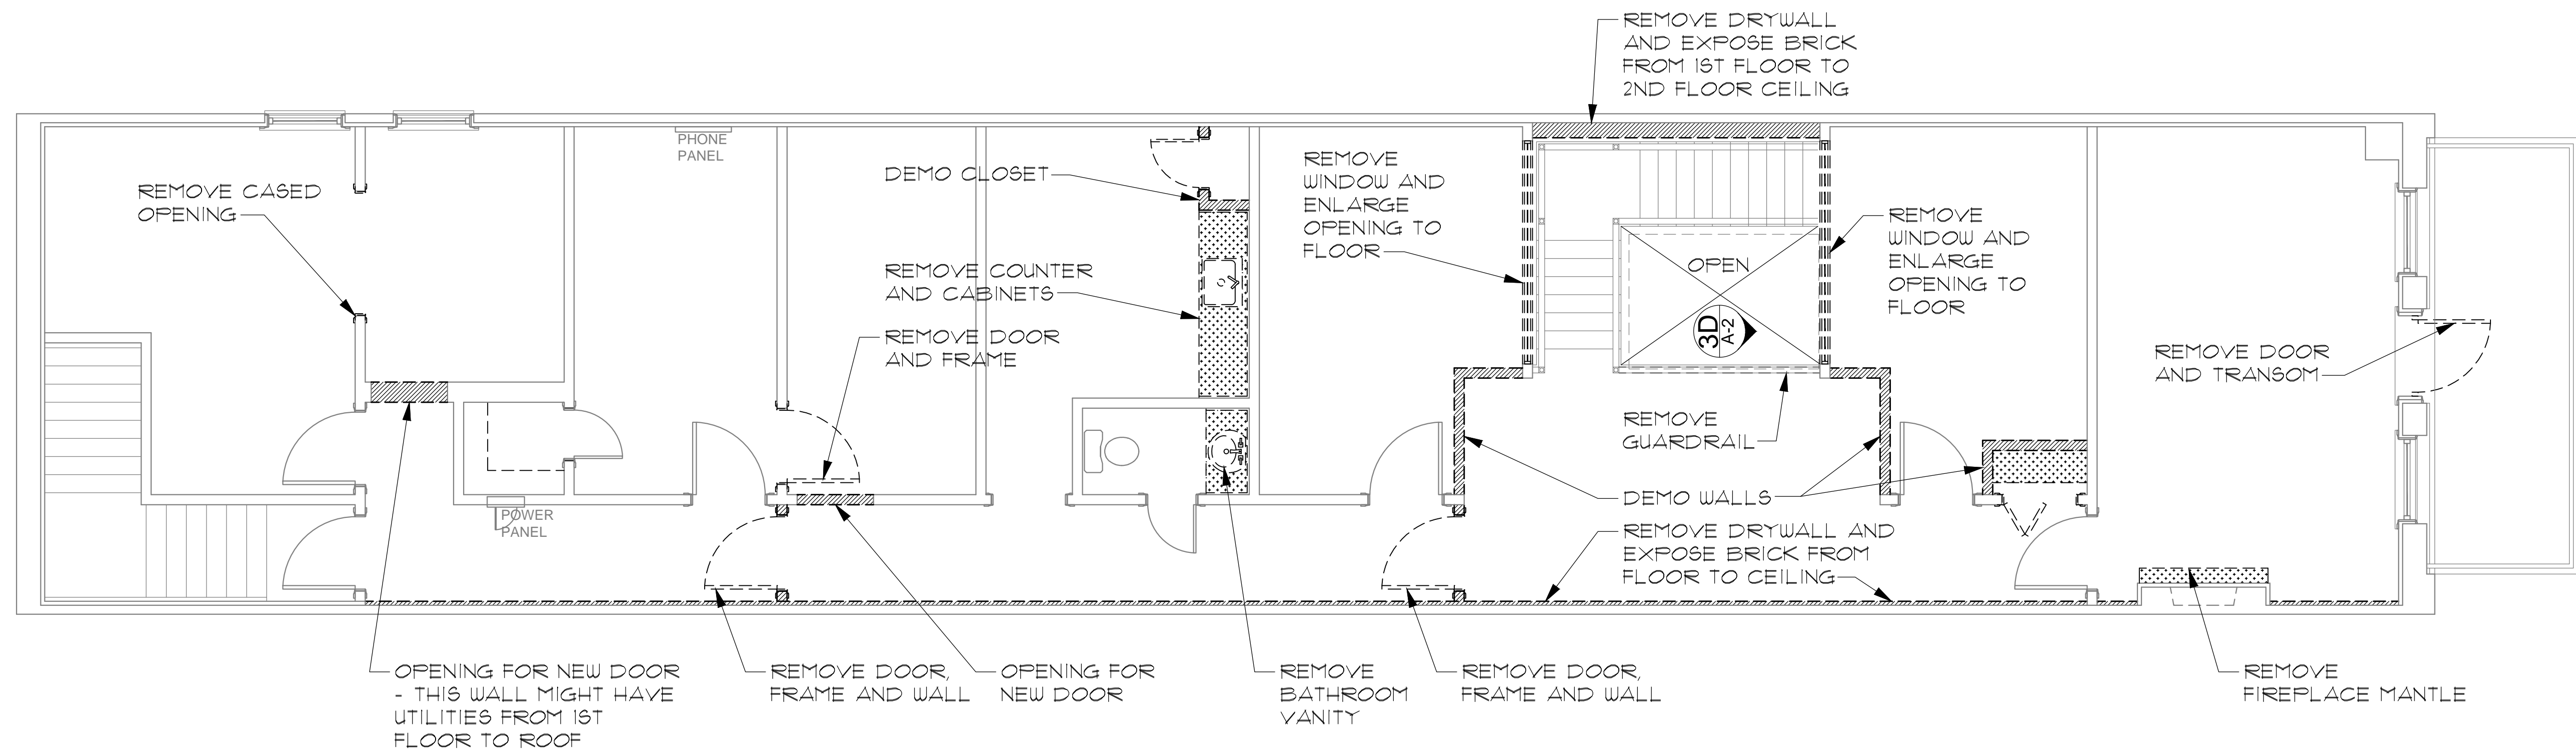 REMOVE DRYWALL
AND EXPOSE BRICK
FROM 1ST FLOOR TO
2ND FLOOR CEILING
PHONE
PANEL
REMOVE CASED
OPENING
DEMO CLOSET
REMOVE COUNTER
AND CABINETS
REMOVE DOOR
AND FRAME
REMOVE
WINDOW AND
ENLARGE
OPENING TO
FLOOR
OPEN
3D
A-2
REMOVE
WINDOW AND
ENLARGE
OPENING TO
FLOOR
REMOVE DOOR
AND TRANSOM
REMOVE
GUARDRAIL
DEMO WALLS
POWER
PANEL
REMOVE DRYWALL AND
EXPOSE BRICK FROM
FLOOR TO CEILING
OPENING FOR NEW DOOR
- THIS WALL MIGHT HAVE
UTILITIES FROM 1ST
FLOOR TO ROOF
REMOVE DOOR,
FRAME AND WALL
OPENING FOR
NEW DOOR
REMOVE
BATHROOM
VANITY
REMOVE DOOR,
FRAME AND WALL
REMOVE
FIREPLACE MANTLE